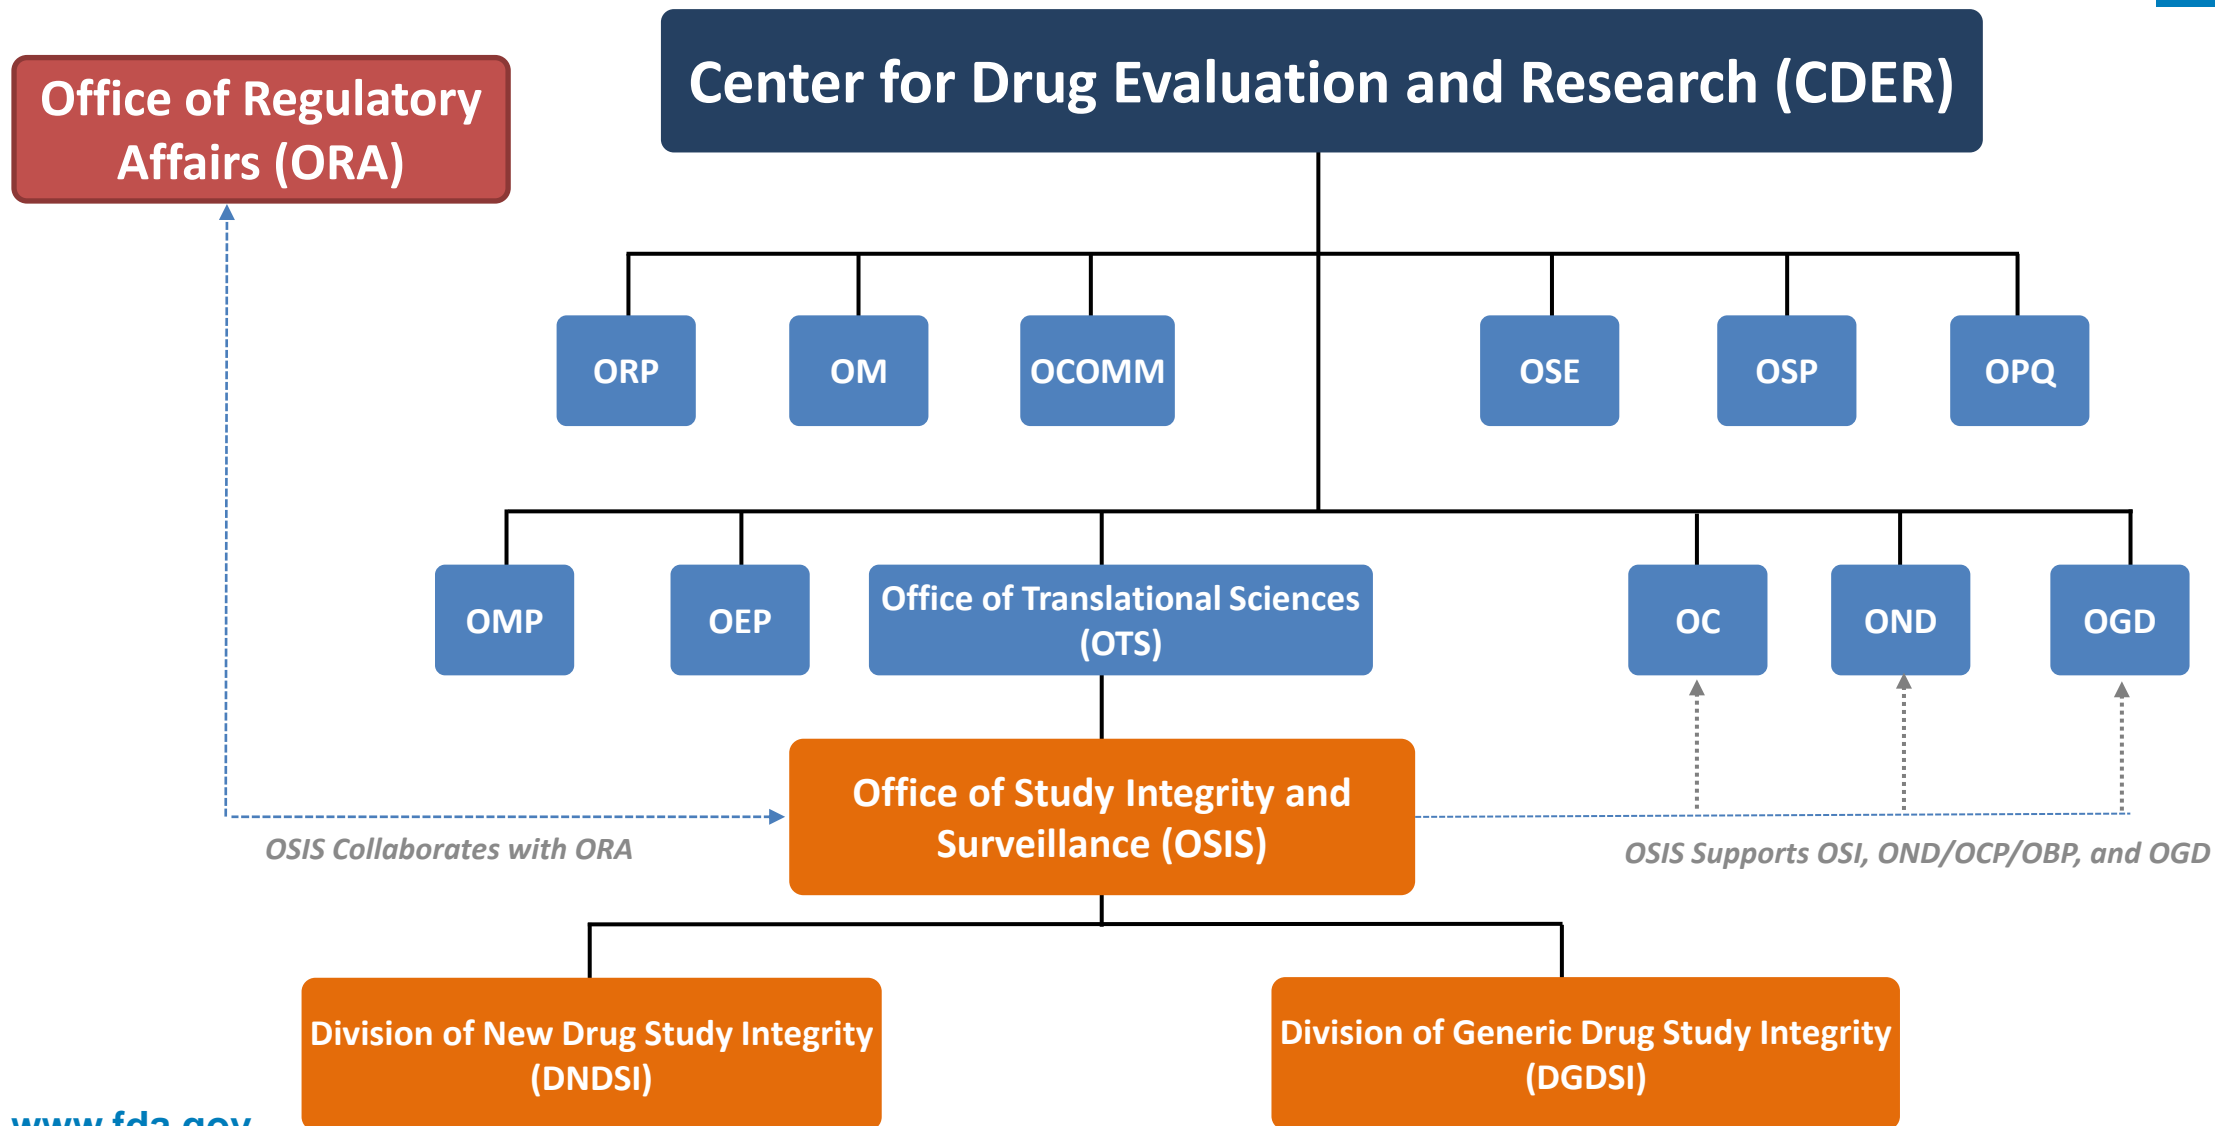 Center for Drug Evaluation and Research (CDER)
Office of Regulatory
Affairs (ORA)
ORP
OM
OCOMM
OSE
OSP
OPQ
OMP
OEP
Office of Translational Sciences
(OTS)
OC
OND
OGD
Office of Study Integrity and
Surveillance (OSIS)
OSIS Collaborates with ORA
OSIS Supports OSI, OND/OCP/OBP, and OGD
Division of New Drug Study Integrity
(DNDSI)
Division of Generic Drug Study Integrity
(DGDSI)
www.fda.gov